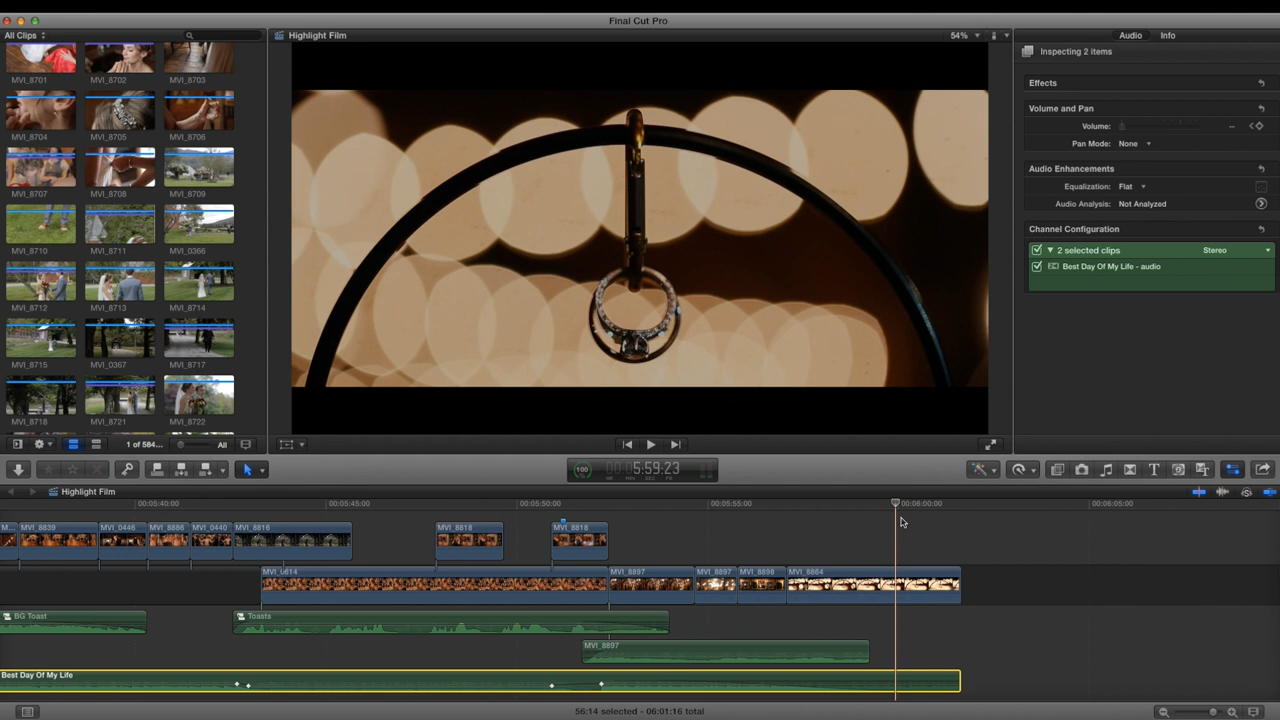 Final Cut Pro
All Clips
Highlight Film
54%
Audio
Info
Inspecting 2 items
MVI_8701
MVI_8702
MVI_8703
Effects
Volume and Pan
Volume:
Pan Mode: None
MVI_8704
MVI_8705
MVI_8706
Audio Enhancements
Equalization: Flat
Audio Analysis: Not Analyzed
MVI_8707
MVI_8708
MVI_8709
Channel Configuration
2 selected clips
Stereo
Best Day Of My Life - audio
MVI_8710
MVI_8711
MVI_0366
MVI_8712
MVI_8713
MVI_8714
MVI_8715
MVI_0367
MVI_8717
MVI_8718
MVI_8721
MVI_8722
1 of 584...
All
100
5:59:23
HR MIN SEC FR
Highlight Film
00:05:40:00
00:05:45:00
00:05:50:00
00:05:55:00
00:06:00:00
00:06:05:00
M...
MVI_8839
MVI_0446
MVI_8886
MVI_0440
MVI_8816
MVI_8818
MVI_8818
MVI_0614
MVI_8897
MVI_8897
MVI_8898
MVI_8864
BG Toast
Toasts
MVI_8897
Best Day Of My Life
56:14 selected - 06:01:16 total